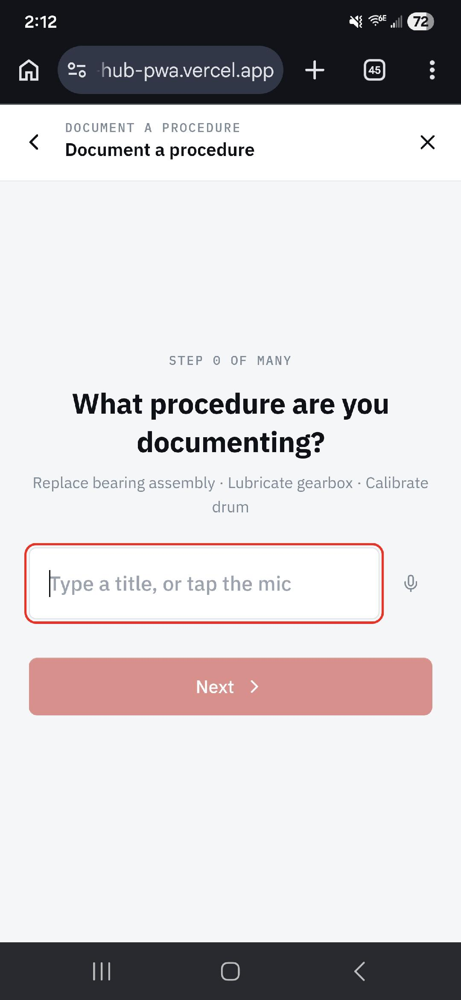 2:12
6E
72
-hub-pwa.vercel.app
45
DOCUMENT A PROCEDURE
Document a procedure
STEP 0 OF MANY
What procedure are you
documenting?
Replace bearing assembly · Lubricate gearbox · Calibrate
drum
Type a title, or tap the mic
Next